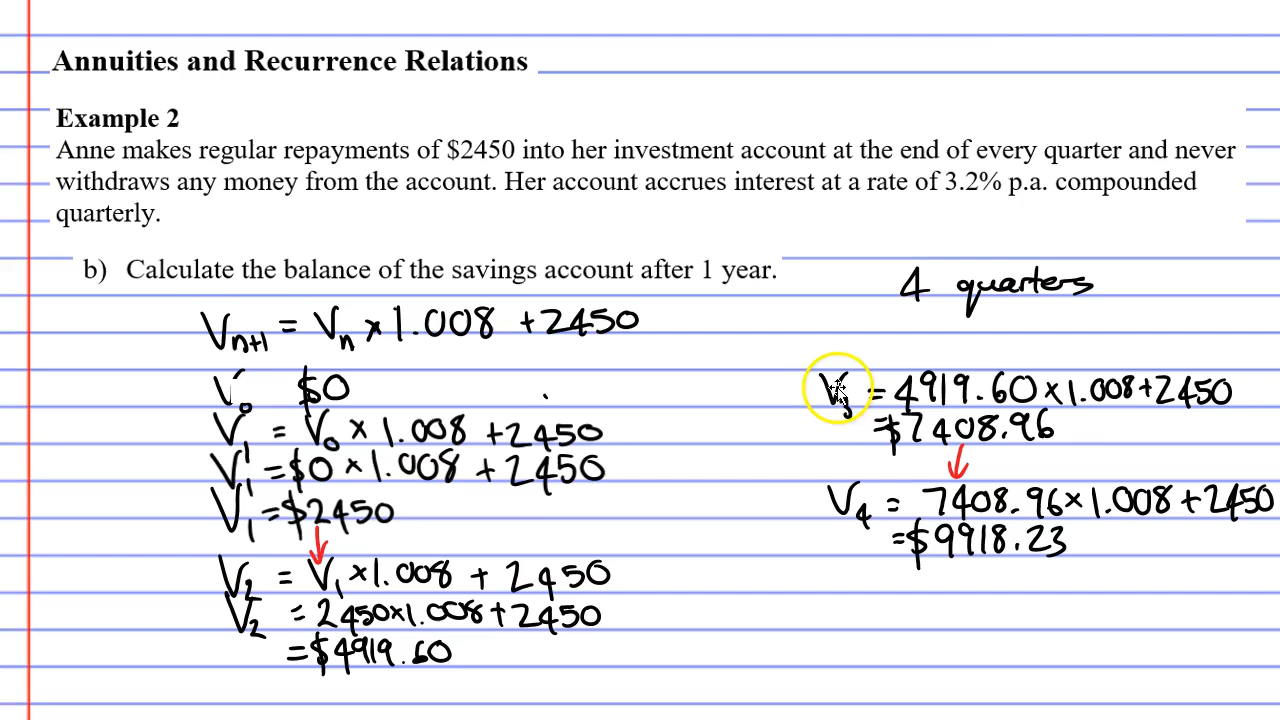 Annuities and Recurrence Relations
Example 2
Anne makes regular repayments of $2450 into her investment account at the end of every quarter and never
withdraws any money from the account. Her account accrues interest at a rate of 3.2% p.a. compounded
quarterly.
b) Calculate the balance of the savings account after 1 year.
4 quarters
Vn+1 = Vn × 1.008 + 2450
V0 $0
V1 = V0 × 1.008 + 2450
V1 = $0 × 1.008 + 2450
V1 = $2450
V2 = V1 × 1.008 + 2450
V2 = 2450 × 1.008 + 2450
= $4919.60
V3 = 4919.60 × 1.008 + 2450
= $7408.96
V4 = 7408.96 × 1.008 + 2450
= $9918.23